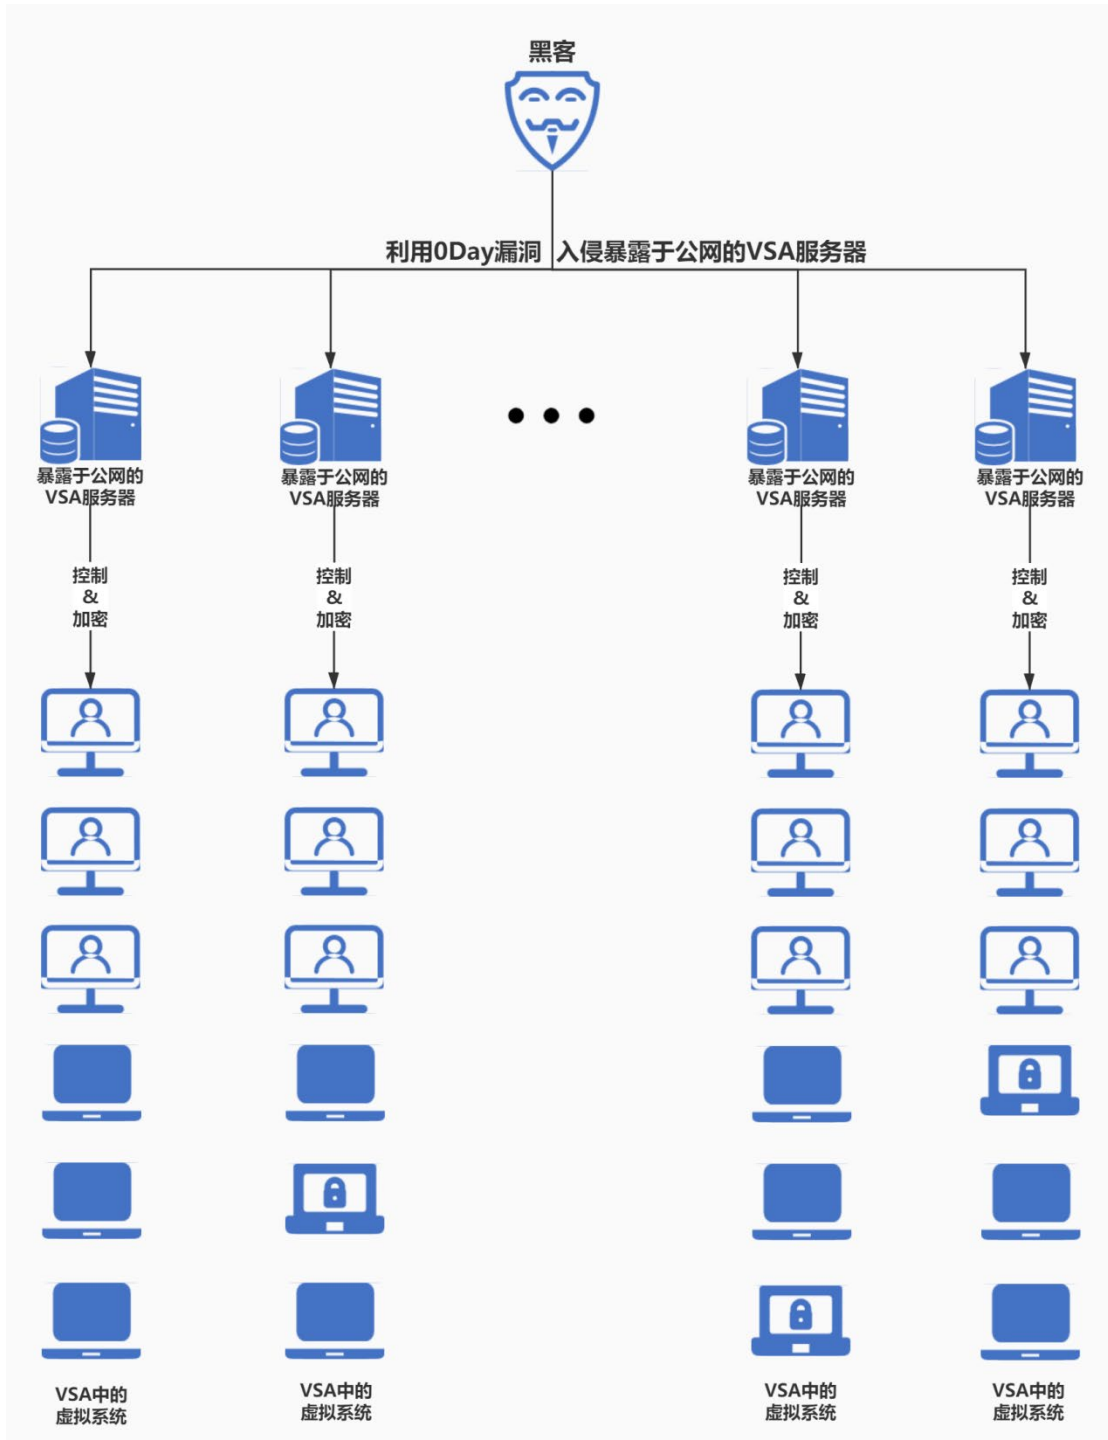 黑客
利用0Day漏洞 入侵暴露于公网的VSA服务器
暴露于公网的
VSA服务器
暴露于公网的
VSA服务器
暴露于公网的
VSA服务器
暴露于公网的
VSA服务器
控制
&
加密
控制
&
加密
控制
&
加密
控制
&
加密
VSA中的
虚拟系统
VSA中的
虚拟系统
VSA中的
虚拟系统
VSA中的
虚拟系统